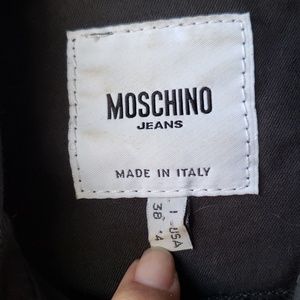 MOSCHINO
JEANS
MADE IN ITALY
I USA
38 4